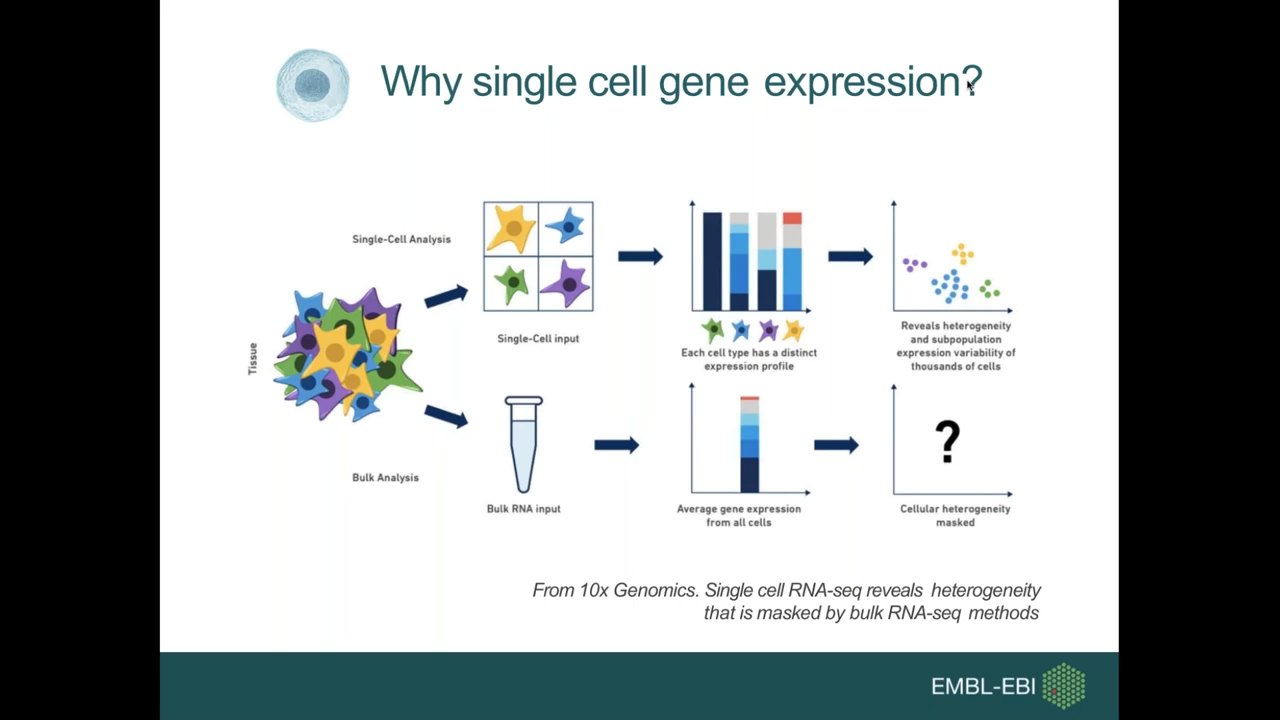 Why single cell gene expression?
Single-Cell Analysis
Single-Cell input
Each cell type has a distinct
expression profile
Reveals heterogeneity
and subpopulation
expression variability of
thousands of cells
Tissue
Bulk Analysis
Bulk RNA input
Average gene expression
from all cells
?
Cellular heterogeneity
masked
From 10x Genomics. Single cell RNA-seq reveals heterogeneity
that is masked by bulk RNA-seq methods
EMBL-EBI